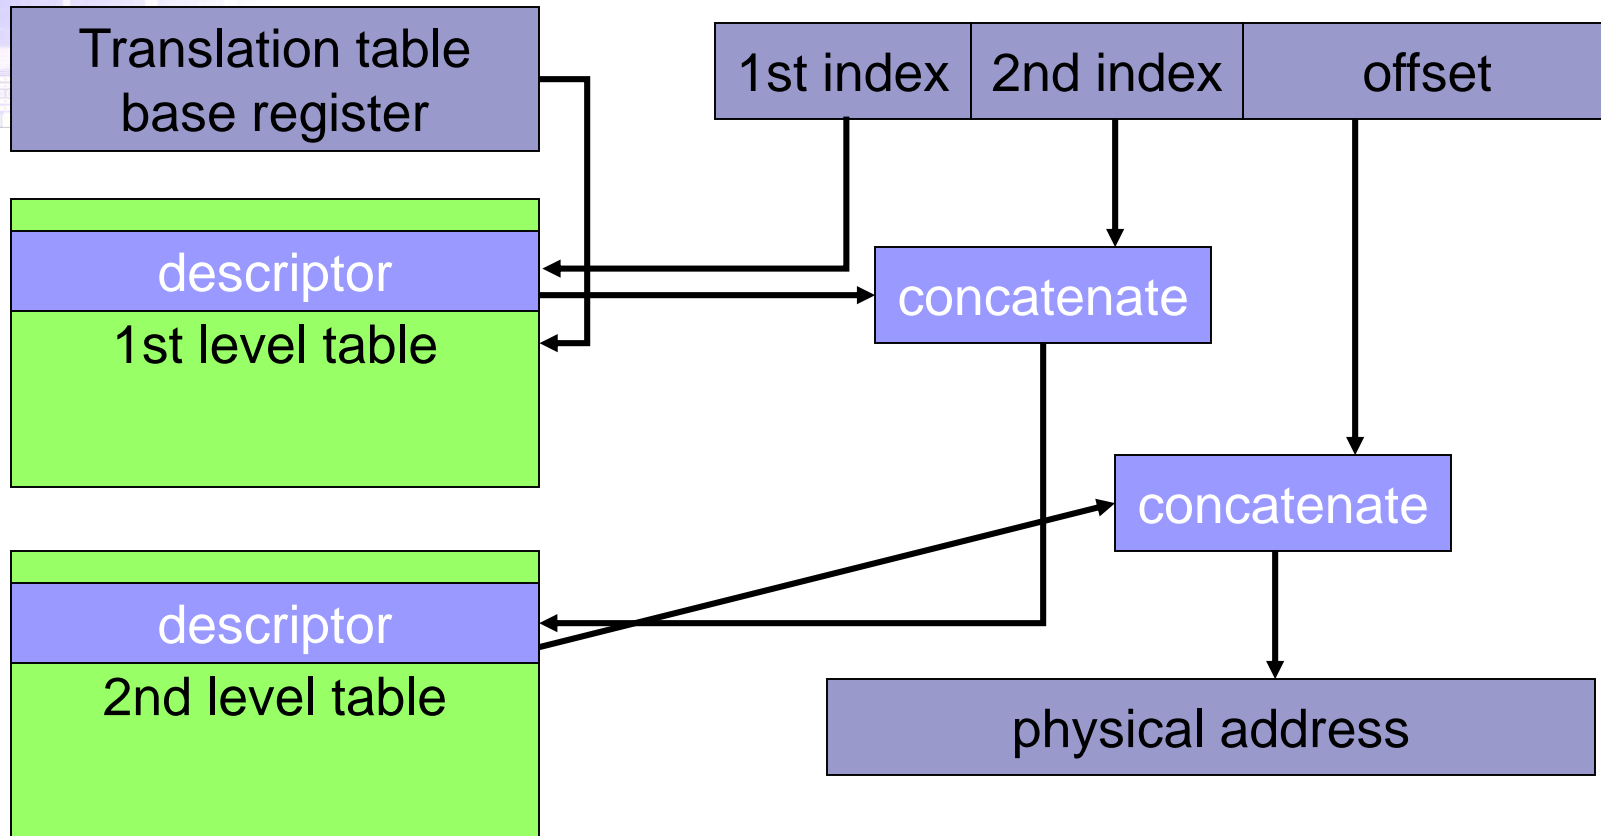 Translation table
base register
1st index
2nd index
offset
descriptor
1st level table
concatenate
concatenate
descriptor
2nd level table
physical address